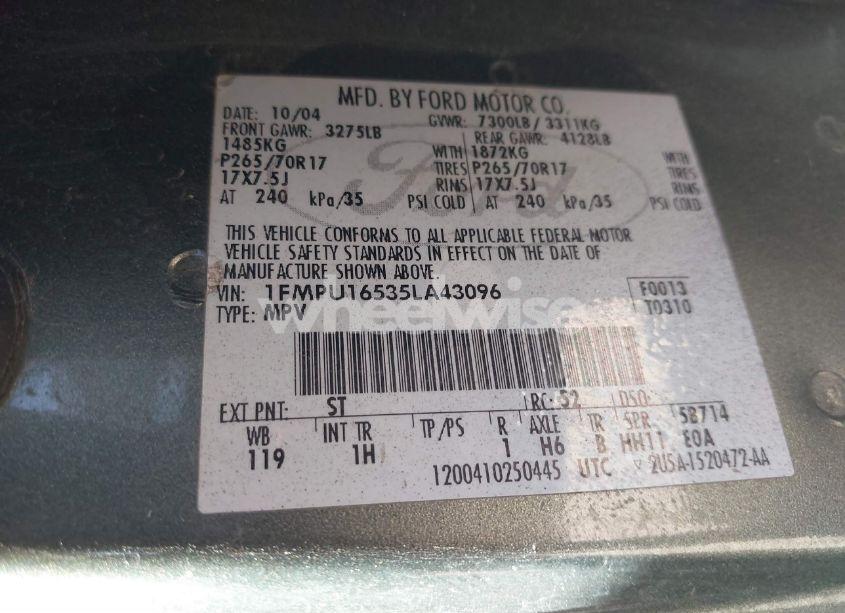 MFD. BY FORD MOTOR CO.
DATE: 10/04 GVWR: 7300LB / 3311KG
FRONT GAWR: 3275LB REAR GAWR: 4128LB
1485KG WITH 1872KG WITH
P265/70R17 TIRES P265/70R17 TIRES
17X7.5J RIMS 17X7.5J RIMS
AT 240 kPa/35 PSI COLD AT 240 kPa/35 PSI COLD
Ford
THIS VEHICLE CONFORMS TO ALL APPLICABLE FEDERAL MOTOR
VEHICLE SAFETY STANDARDS IN EFFECT ON THE DATE OF
MANUFACTURE SHOWN ABOVE.
VIN: 1FMPU16535LA43096 F0013
TYPE: MPV T0310
wheelwise
EXT PNT: ST RC: 52 DSO:
WB INT TR TP/PS R AXLE TR SPR 58714
119 1H 1 H6 B HH11 E0A
1200410250445 UTC 2U5A-1520472-AA